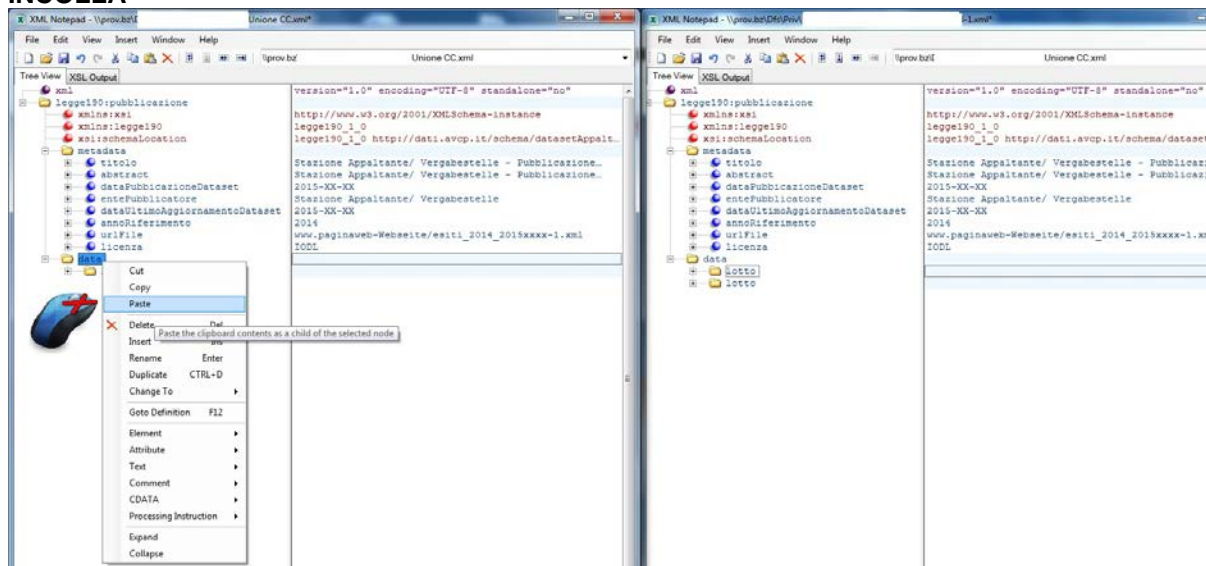 XML Notepad - \\prov.bz\D
Unione CC.xml*
File Edit View Insert Window Help
\\prov.bz\
Unione CC.xml
Tree View XSL Output
xml version="1.0" encoding="UTF-8" standalone="no"
legge190:pubblicazione
xmlns:xsi http://www.w3.org/2001/XMLSchema-instance
xmlns:legge190 legge190_1_0
xsi:schemaLocation legge190_1_0 http://dati.avcp.it/schema/datasetAppalt...
metadata
titolo Stazione Appaltante/ Vergabestelle - Pubblicazione...
abstract Stazione Appaltante/ Vergabestelle - Pubblicazione...
dataPubbicazioneDataset 2015-XX-XX
entePubblicatore Stazione Appaltante/ Vergabestelle
dataUltimoAggiornamentoDataset 2015-XX-XX
annoRiferimento 2014
urlFile www.paginaweb-Webseite/esiti_2014_2015xxxx-1.xml
licenza IODL
data
Cut
Copy
Paste
Delete Del
Paste the clipboard contents as a child of the selected node
Insert Ins
Rename Enter
Duplicate CTRL+D
Change To
Goto Definition F12
Element
Attribute
Text
Comment
CDATA
Processing Instruction
Expand
Collapse
XML Notepad - \\prov.bz\Dfs\Priv\
-1.xml*
File Edit View Insert Window Help
\\prov.bz\
Unione CC.xml
Tree View XSL Output
xml version="1.0" encoding="UTF-8" standalone="no"
legge190:pubblicazione
xmlns:xsi http://www.w3.org/2001/XMLSchema-instance
xmlns:legge190 legge190_1_0
xsi:schemaLocation legge190_1_0 http://dati.avcp.it/schema/dataset
metadata
titolo Stazione Appaltante/ Vergabestelle - Pubblicaz
abstract Stazione Appaltante/ Vergabestelle - Pubblicaz
dataPubbicazioneDataset 2015-XX-XX
entePubblicatore Stazione Appaltante/ Vergabestelle
dataUltimoAggiornamentoDataset 2015-XX-XX
annoRiferimento 2014
urlFile www.paginaweb-Webseite/esiti_2014_2015xxxx-1.x
licenza IODL
data
lotto
lotto